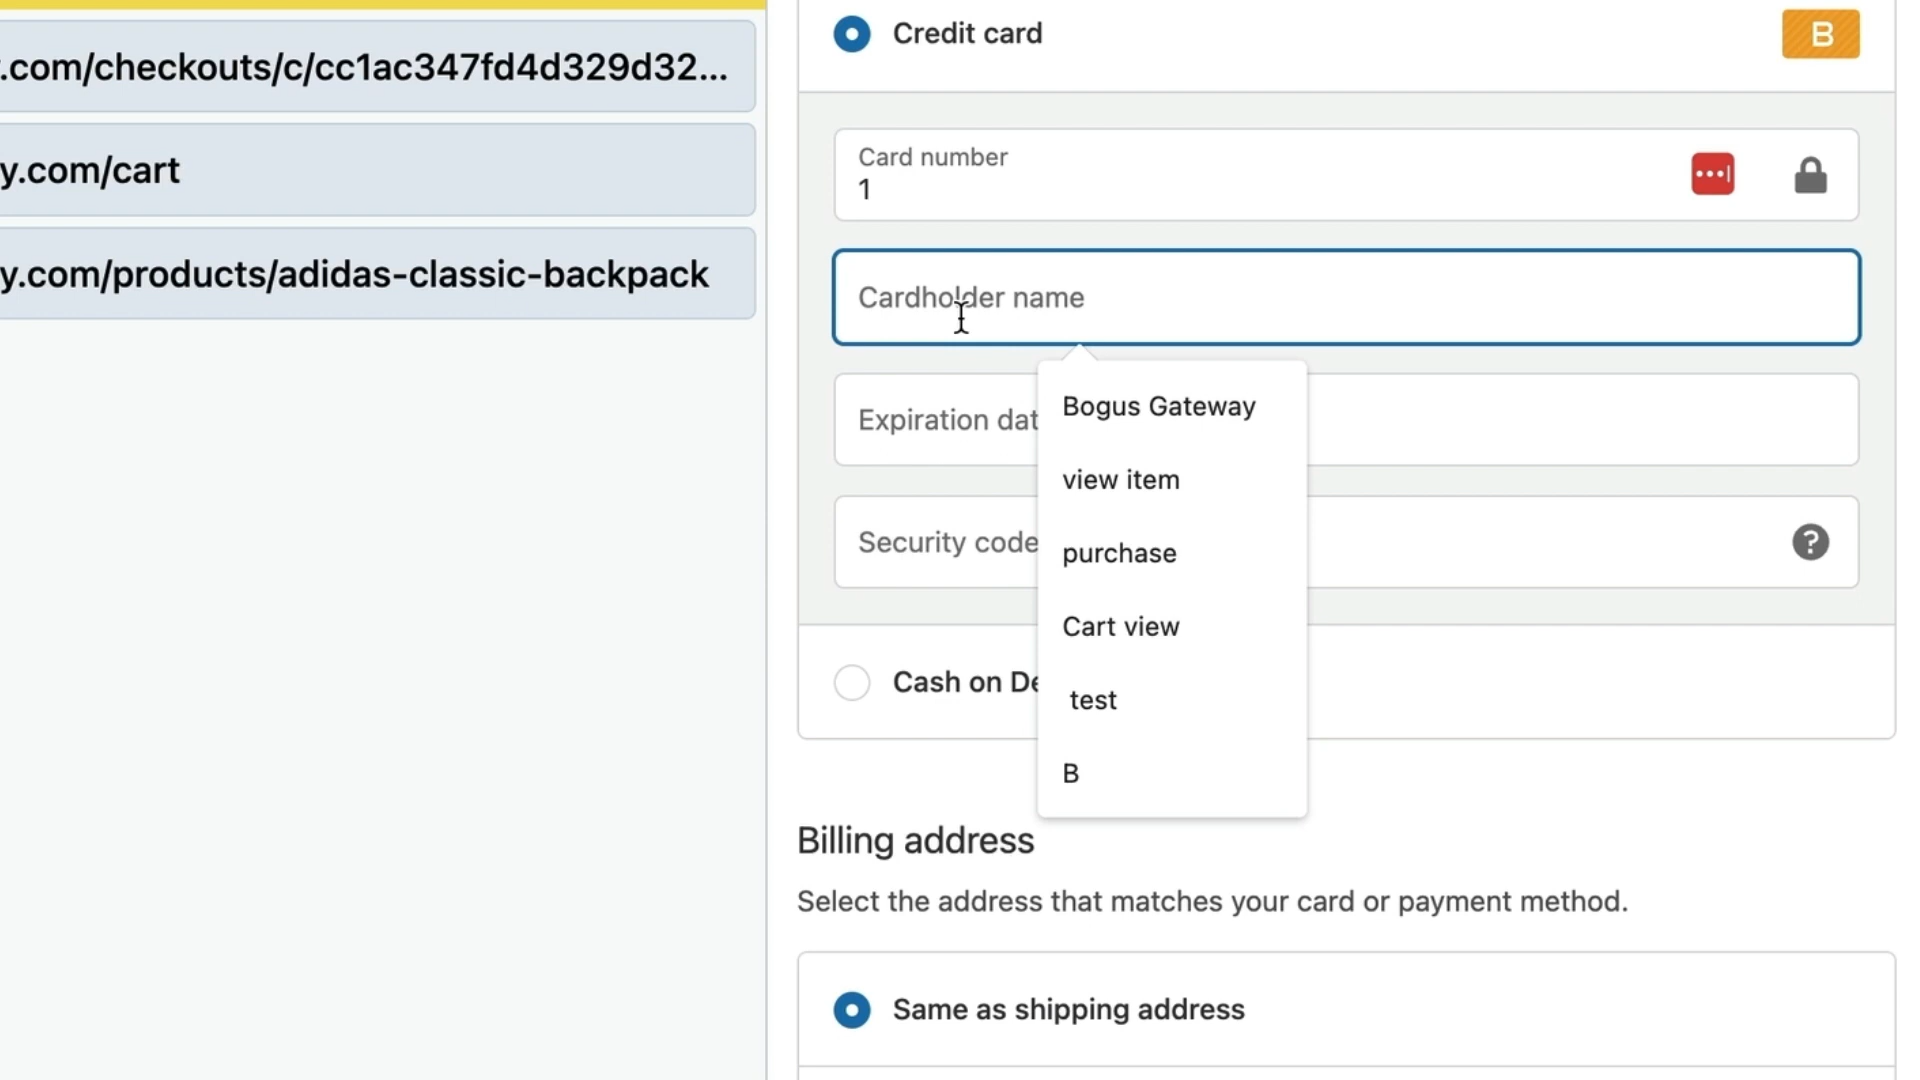 .com/checkouts/c/cc1ac347fd4d329d32...
y.com/cart
y.com/products/adidas-classic-backpack
Credit card
B
Card number
1
Cardholder name
Expiration dat
Security code
Bogus Gateway
view item
purchase
Cart view
test
B
Cash on De
Billing address
Select the address that matches your card or payment method.
Same as shipping address